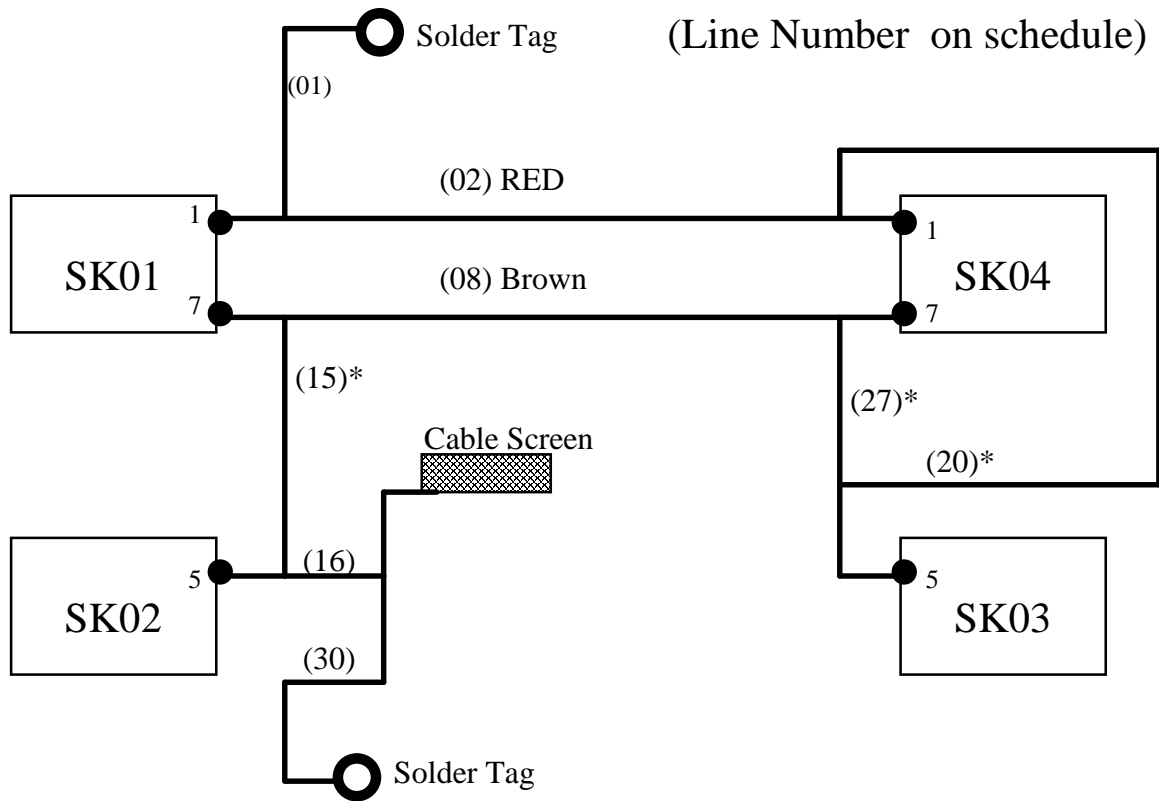 Solder Tag
(Line Number on schedule)
(01)
(02) RED
1
1
SK01
(08) Brown
SK04
7
7
(15)*
(27)*
Cable Screen
(20)*
(16)
5
5
SK02
SK03
(30)
Solder Tag